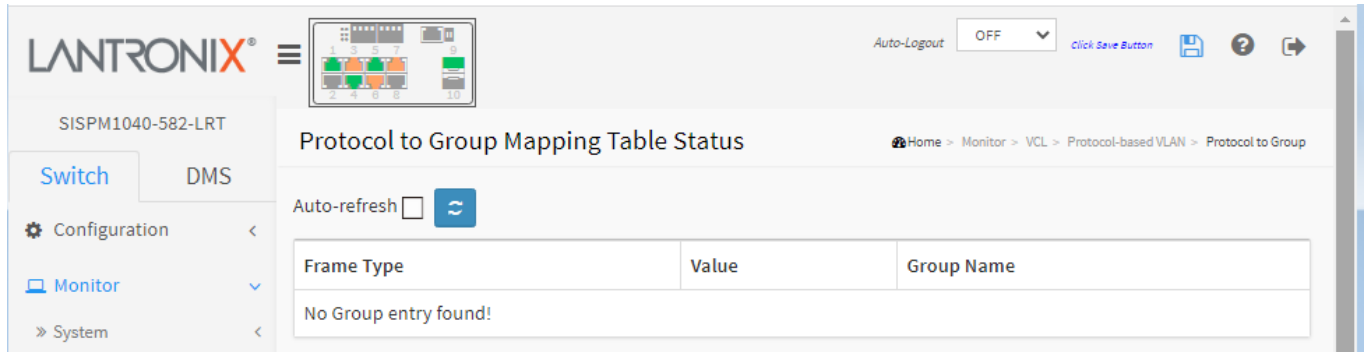 LANTRONIX®
1 3 5 7 9
2 4 6 8 10
Auto-Logout OFF Click Save Button
SISPM1040-582-LRT
Switch DMS
Configuration
Monitor
System
Protocol to Group Mapping Table Status
Home > Monitor > VCL > Protocol-based VLAN > Protocol to Group
Auto-refresh
Frame Type Value Group Name
No Group entry found!